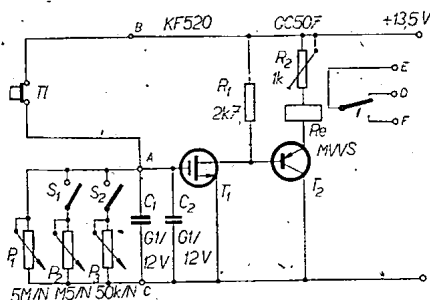 B KF520 GC507 +13,5V
R2
1k
E
D
F
Tl
R1
2k7
Re
MVVS
A
S1 S2 C1 C2 T1 T2
G1/ G1/
12V 12V
P1 P2 P3
5M/N M5/N 50k/N C